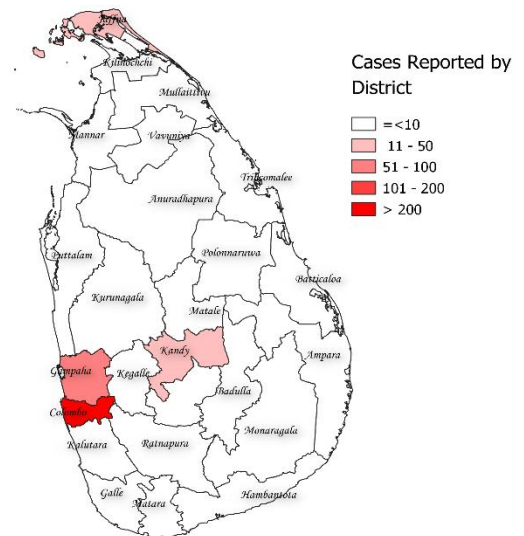 Jaffna
Kilinochchi
Mullaittivu
Cases Reported by
District
=<10
11 - 50
51 - 100
101 - 200
> 200
Mannar
Vavuniya
Trincomalee
Anuradhapura
Puttalam
Polonnaruwa
Batticaloa
Kurunagala
Matale
Kandy
Ampara
Gampaha
Kegalle
Badulla
Colombo
Kalutara
Ratnapura
Monaragala
Galle
Matara
Hambantota